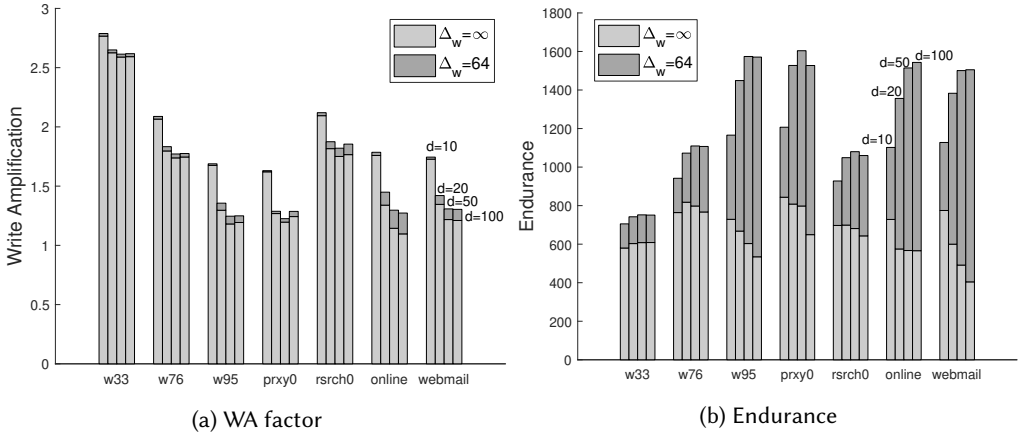 3
2.5
2
1.5
1
0.5
0
Write Amplification
Δw=∞
Δw=64
d=10
d=20
d=50
d=100
w33 w76 w95 prxy0 rsrch0 online webmail
(a) WA factor
1800
1600
1400
1200
1000
800
600
400
200
0
Endurance
Δw=∞
Δw=64
d=50 d=100
d=20
d=10
w33 w76 w95 prxy0 rsrch0 online webmail
(b) Endurance